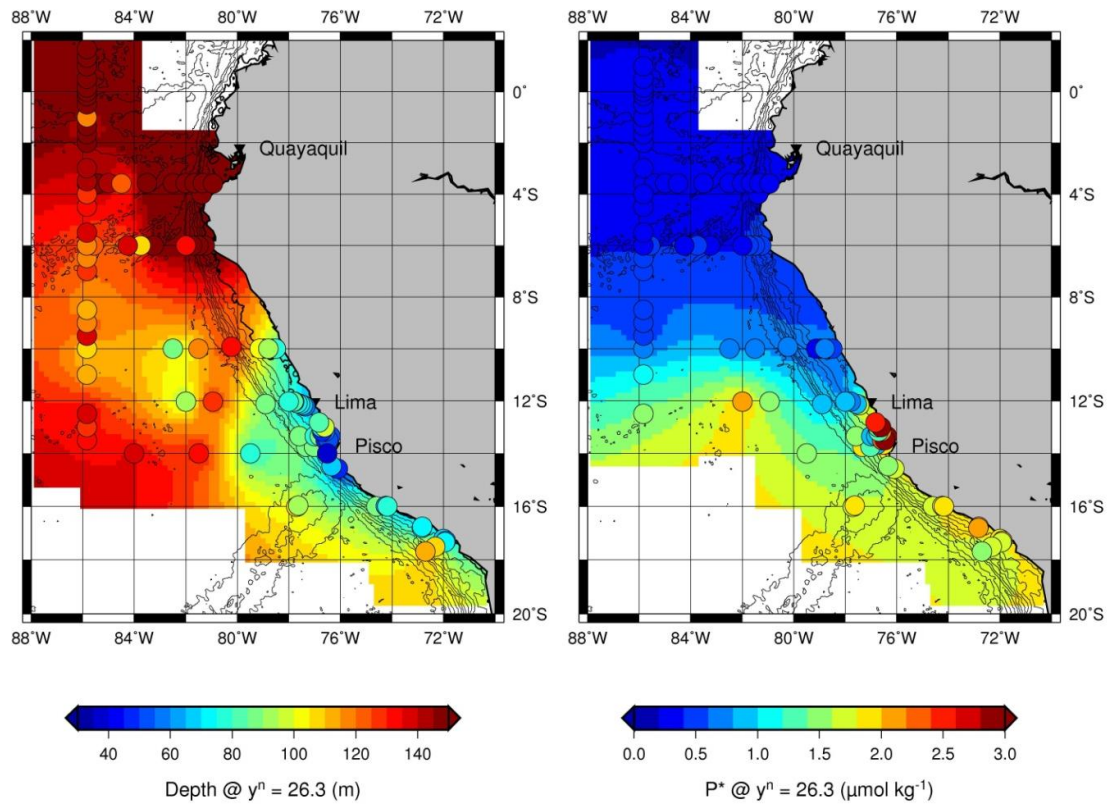 88°W 84°W 80°W 76°W 72°W 88°W 84°W 80°W 76°W 72°W
0° 0°
Quayaquil Quayaquil
4°S 4°S
8°S 8°S
12°S 12°S
Lima Lima
Pisco Pisco
16°S 16°S
20°S 20°S
88°W 84°W 80°W 76°W 72°W 88°W 84°W 80°W 76°W 72°W
40 60 80 100 120 140 0.0 0.5 1.0 1.5 2.0 2.5 3.0
Depth @ yⁿ = 26.3 (m) P* @ yⁿ = 26.3 (μmol kg⁻¹)